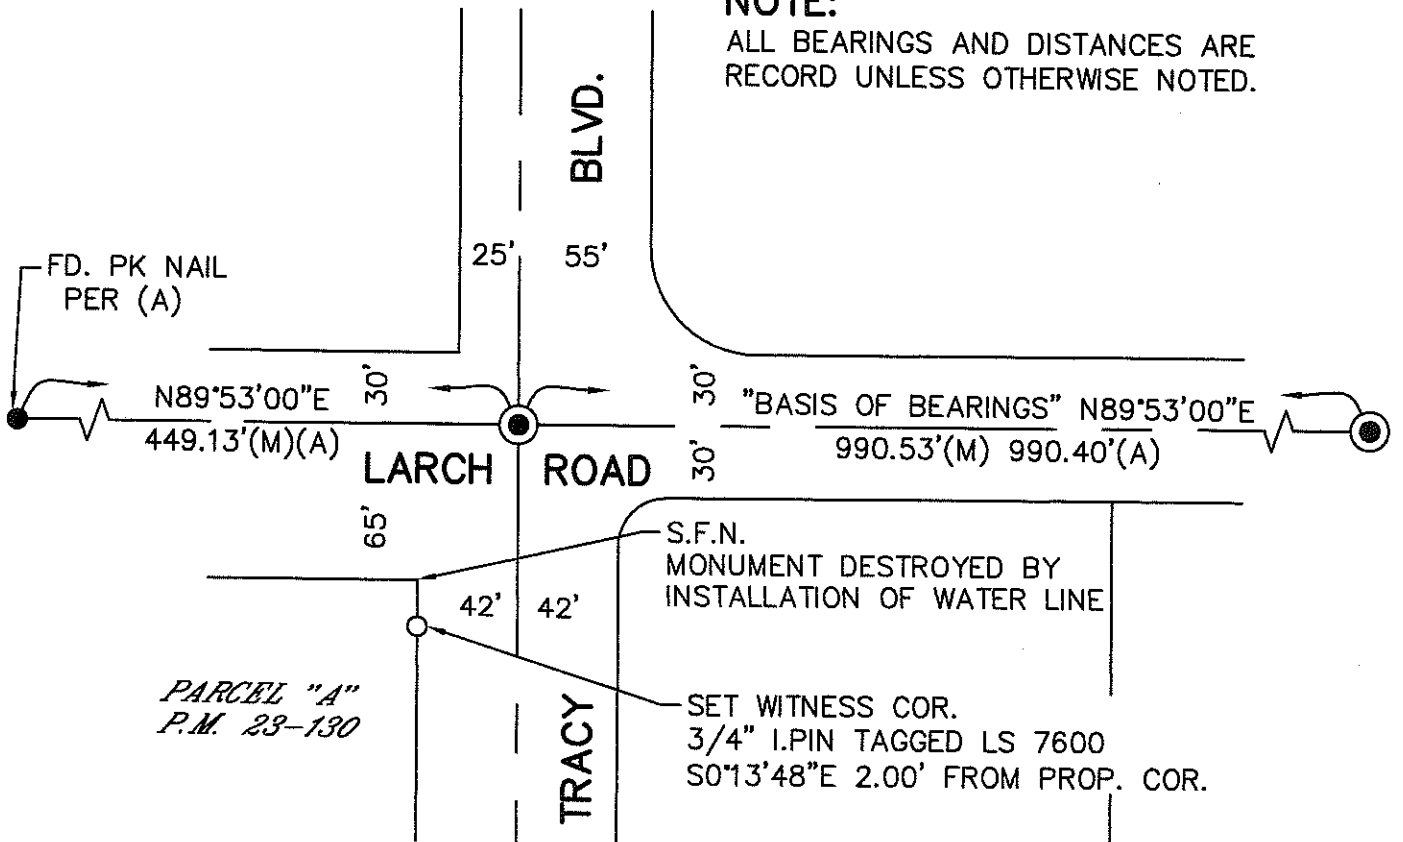 NOTE:
ALL BEARINGS AND DISTANCES ARE
RECORD UNLESS OTHERWISE NOTED.
BLVD.
25' 55'
FD. PK NAIL
PER (A)
30'
N89°53'00"E
449.13'(M)(A)
30'
"BASIS OF BEARINGS" N89°53'00"E
990.53'(M) 990.40'(A)
30'
LARCH ROAD
65'
S.F.N.
MONUMENT DESTROYED BY
INSTALLATION OF WATER LINE
42' 42'
PARCEL "A"
P.M. 23-130
TRACY
SET WITNESS COR.
3/4" I.PIN TAGGED LS 7600
S0°13'48"E 2.00' FROM PROP. COR.